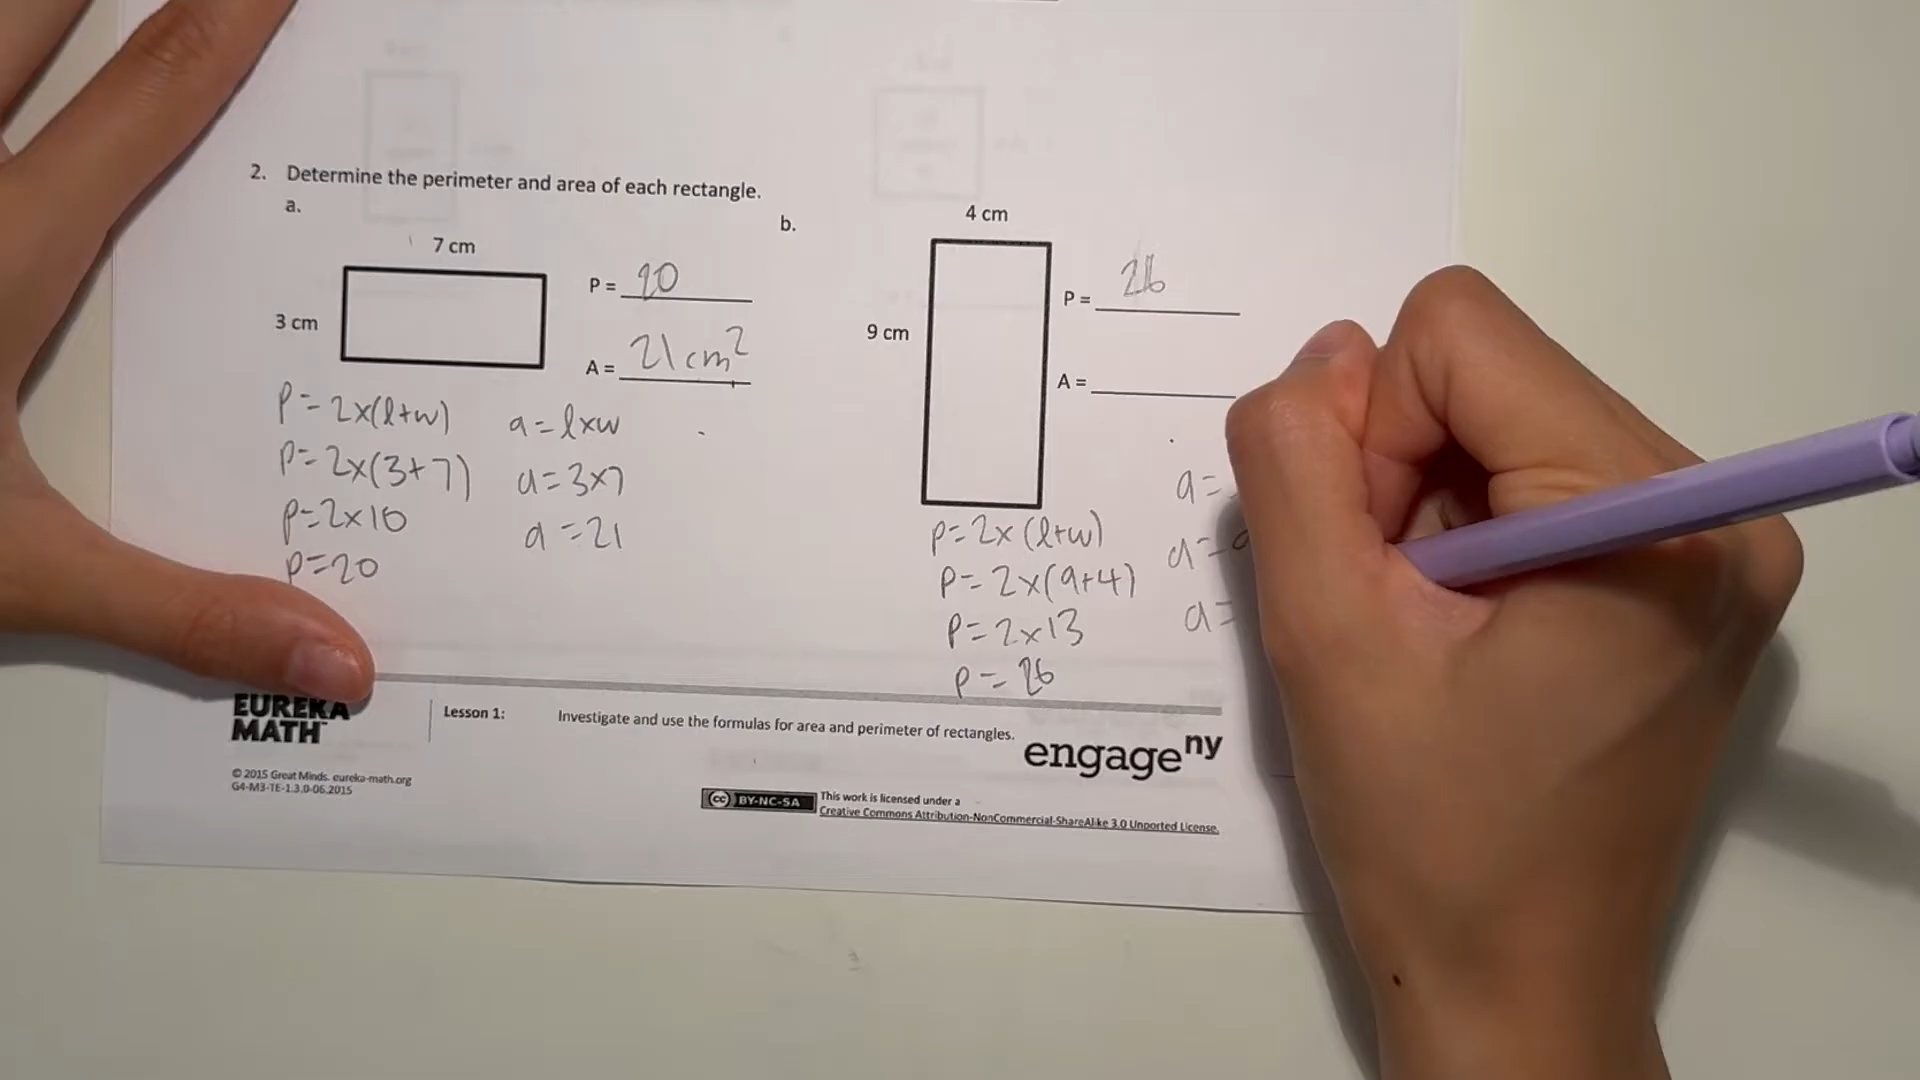 2. Determine the perimeter and area of each rectangle.
a.
7 cm
3 cm
P = 20
A = 21 cm²
p=2x(l+w)
p=2x(3+7)
p=2x10
p=20
a=lxw
a=3x7
a=21
b.
4 cm
9 cm
P = 26
A =
p=2x(l+w)
p=2x(9+4)
p=2x13
p=26
a=
a=
a=
EUREKA
MATH™
Lesson 1:
Investigate and use the formulas for area and perimeter of rectangles.
engageny
© 2015 Great Minds. eureka-math.org
G4-M3-TE-1.3.0-06.2015
cc BY-NC-SA
This work is licensed under a
Creative Commons Attribution-NonCommercial-ShareAlike 3.0 Unported License.